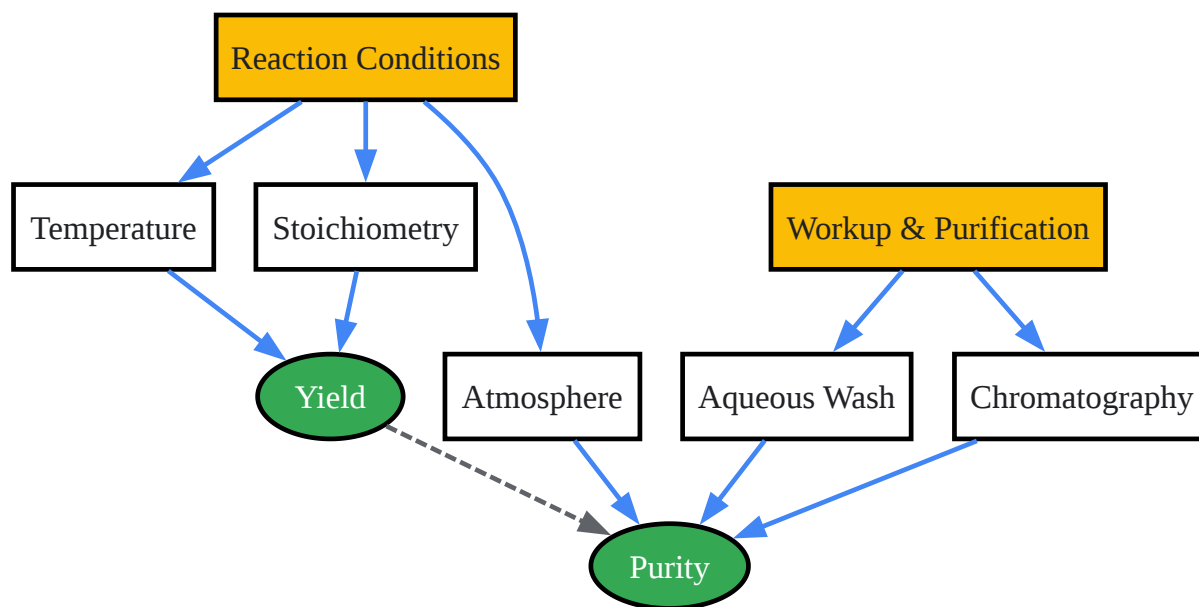 Reaction Conditions
Temperature
Stoichiometry
Workup & Purification
Yield
Atmosphere
Aqueous Wash
Chromatography
Purity